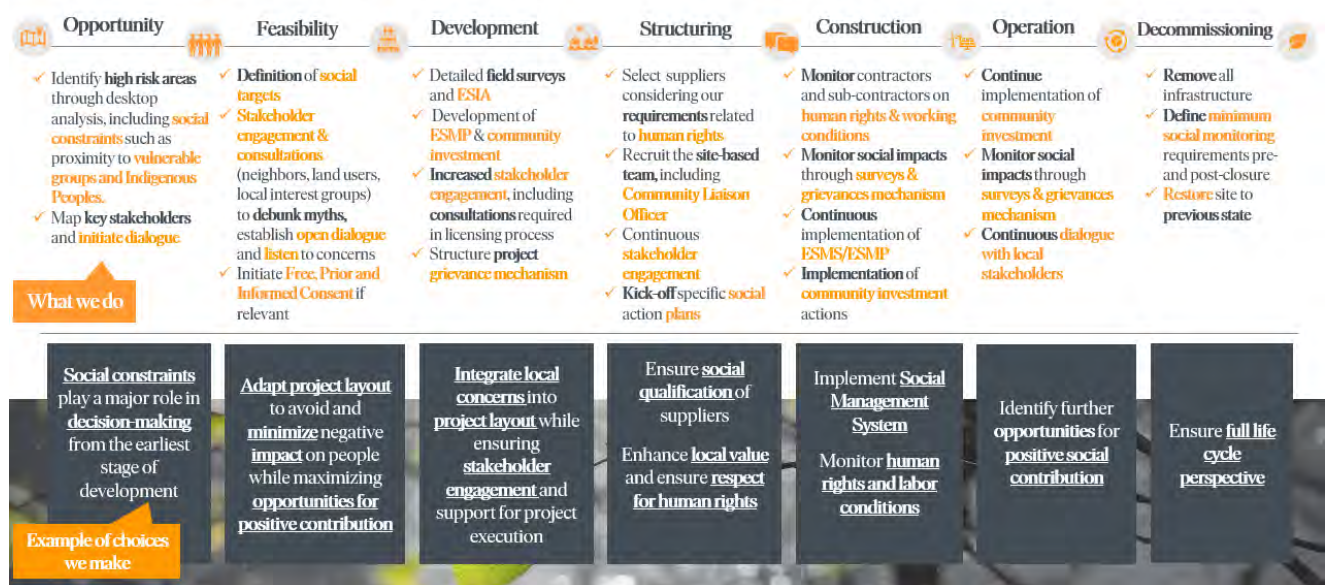 Opportunity
✓ Identify high risk areas
through desktop
analysis, including social
constraints such as
proximity to vulnerable
groups and Indigenous
Peoples.
✓ Map key stakeholders
and initiate dialogue
Feasibility
✓ Definition of social
targets
✓ Stakeholder
engagement &
consultations
(neighbors, land users,
local interest groups)
to debunk myths,
establish open dialogue
and listen to concerns
✓ Initiate Free, Prior and
Informed Consent if
relevant
Development
✓ Detailed field surveys
and ESIA
✓ Development of
ESMP & community
investment
✓ Increased stakeholder
engagement, including
consultations required
in licensing process
✓ Structure project
grievance mechanism
Structuring
✓ Select suppliers
considering our
requirements related
to human rights
✓ Recruit the site-based
team, including
Community Liaison
Officer
✓ Continuous
stakeholder
engagement
✓ Kick-off specific social
action plans
Construction
✓ Monitor contractors
and sub-contractors on
human rights & working
conditions
✓ Monitor social impacts
through surveys &
grievances mechanism
✓ Continuous
implementation of
ESMS/ESMP
✓ Implementation of
community investment
actions
Operation
✓ Continue
implementation of
community
investment
✓ Monitor social
impacts through
surveys & grievances
mechanism
✓ Continuous dialogue
with local
stakeholders
Decommissioning
✓ Remove all
infrastructure
✓ Define minimum
social monitoring
requirements pre-
and post-closure
✓ Restore site to
previous state
What we do
Social constraints
play a major role in
decision-making
from the earliest
stage of
development
Adapt project layout
to avoid and
minimize negative
impact on people
while maximizing
opportunities for
positive contribution
Integrate local
concerns into
project layout while
ensuring
stakeholder
engagement and
support for project
execution
Ensure social
qualification of
suppliers
Enhance local value
and ensure respect
for human rights
Implement Social
Management
System
Monitor human
rights and labor
conditions
Identify further
opportunities for
positive social
contribution
Ensure full life
cycle
perspective
Example of choices
we make